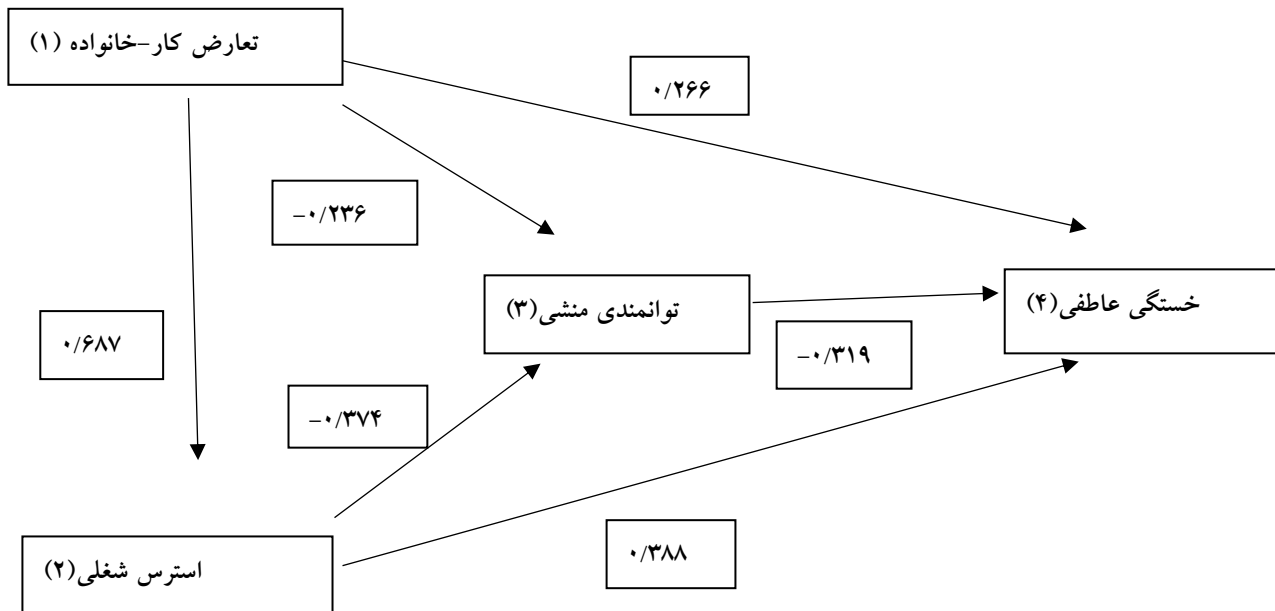 تعارض کار–خانواده (۱)
۰/۲۶۶
–۰/۲۳۶
توانمندی منشی(۳)
خستگی عاطفی(۴)
۰/۶۸۷
–۰/۳۱۹
–۰/۳۷۴
استرس شغلی(۲)
۰/۳۸۸